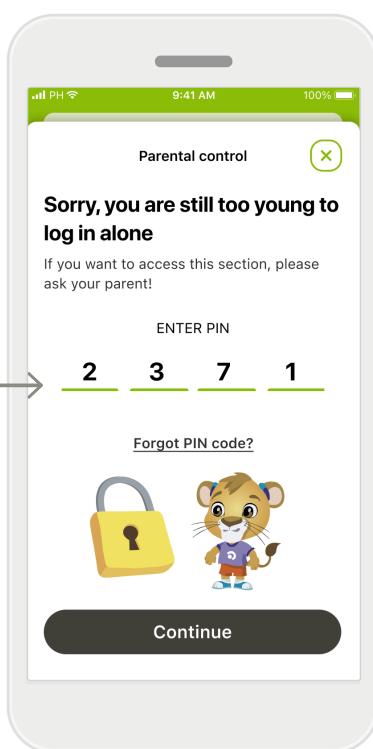 PH 9:41 AM 100%
Parental control
Sorry, you are still too young to
log in alone
If you want to access this section, please
ask your parent!
ENTER PIN
2 3 7 1
Forgot PIN code?
Continue